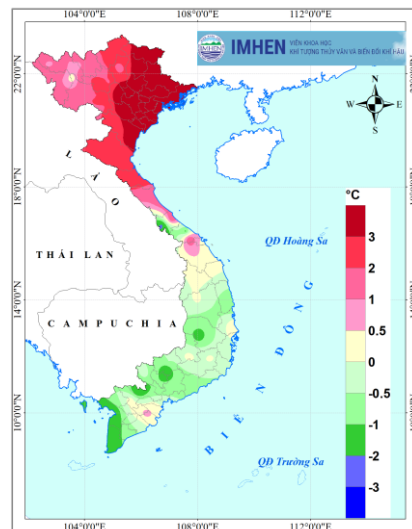 104°0'0"E 108°0'0"E 112°0'0"E
IMHEN
VIỆN KHOA HỌC
KHÍ TƯỢNG THỦY VĂN VÀ BIẾN ĐỔI KHÍ HẬU
22°0'0"N
N
W E
S
LÀO
18°0'0"N
°C
3
2
1
0.5
0
-0.5
-1
-2
-3
QĐ Hoàng Sa
THÁI LAN
14°0'0"N
CAMPUCHIA
BIỂN ĐÔNG
10°0'0"N
QĐ Trường Sa
104°0'0"E 108°0'0"E 112°0'0"E